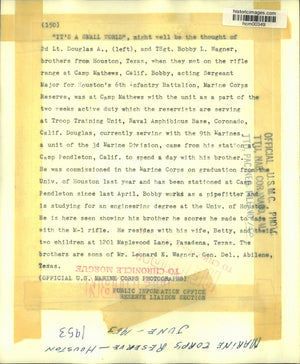 historicimages.com
hcm00349
(150)
"IT'S A SMALL WORLD", might well be the thought of
2d Lt. Douglas A., (left), and TSgt. Bobby L. Wagner,
brothers from Houston, Texas, when they met on the rifle
range at Camp Mathews, Calif. Bobby, acting Sergeant
Major for Houston's 6th Infantry Battalion, Marine Corps
Reserve, was at Camp Mathews with the unit as a part of the
two weeks active duty which the reservists are serving
at Troop Training Unit, Naval Amphibious Base, Coronado,
Calif. Douglas, currently serving with the 9th Marines,
a unit of the 3d Marine Division, came from his station at
Camp Pendleton, Calif. to spend a day with his brother.
He was commissioned in the Marine Corps on graduation from
Univ. of Houston last year and has been stationed at Camp
Pendleton since last April. Bobby works as a pipefitter and
is studying for an engineering degree at the Univ. of Houston.
He is here seen showing his brother he scores he made to date
with the M-1 rifle. He resides with his wife, Betty, and their
two children at 1201 Maplewood Lane, Pasadena, Texas. The
brothers are sons of Mr. Leonard E. Wagner, Gen. Del., Abilene,
Texas.
(OFFICIAL U.S. MARINE CORPS PHOTOGRAPHS)
TO CHRONICLE MORGUE
PUBLIC INFORMATION OFFICE
RESERVE LIAISON SECTION
OFFICIAL U.S.M.C. PHOTO
MARINE CORPS RESERVE - HOUSTON
JUNE - 1953
1953